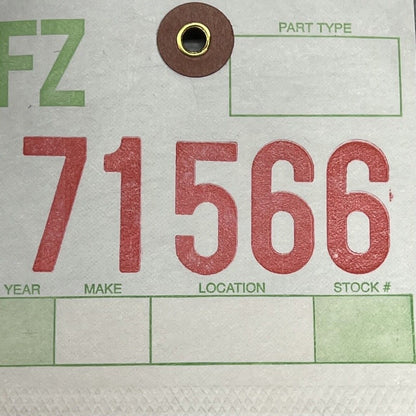 PART TYPE
FZ
71566
YEAR MAKE LOCATION STOCK #